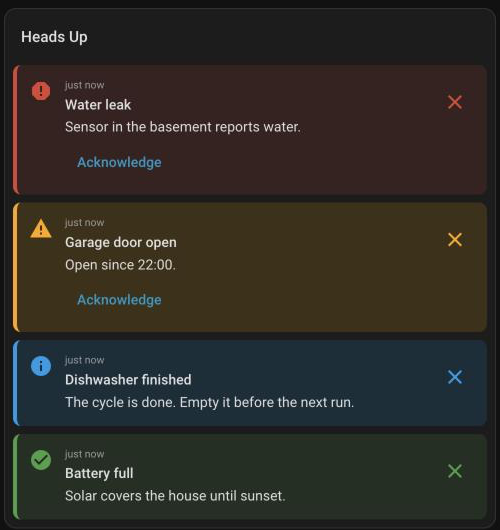 Heads Up
just now
Water leak
Sensor in the basement reports water.
Acknowledge
just now
Garage door open
Open since 22:00.
Acknowledge
just now
Dishwasher finished
The cycle is done. Empty it before the next run.
just now
Battery full
Solar covers the house until sunset.